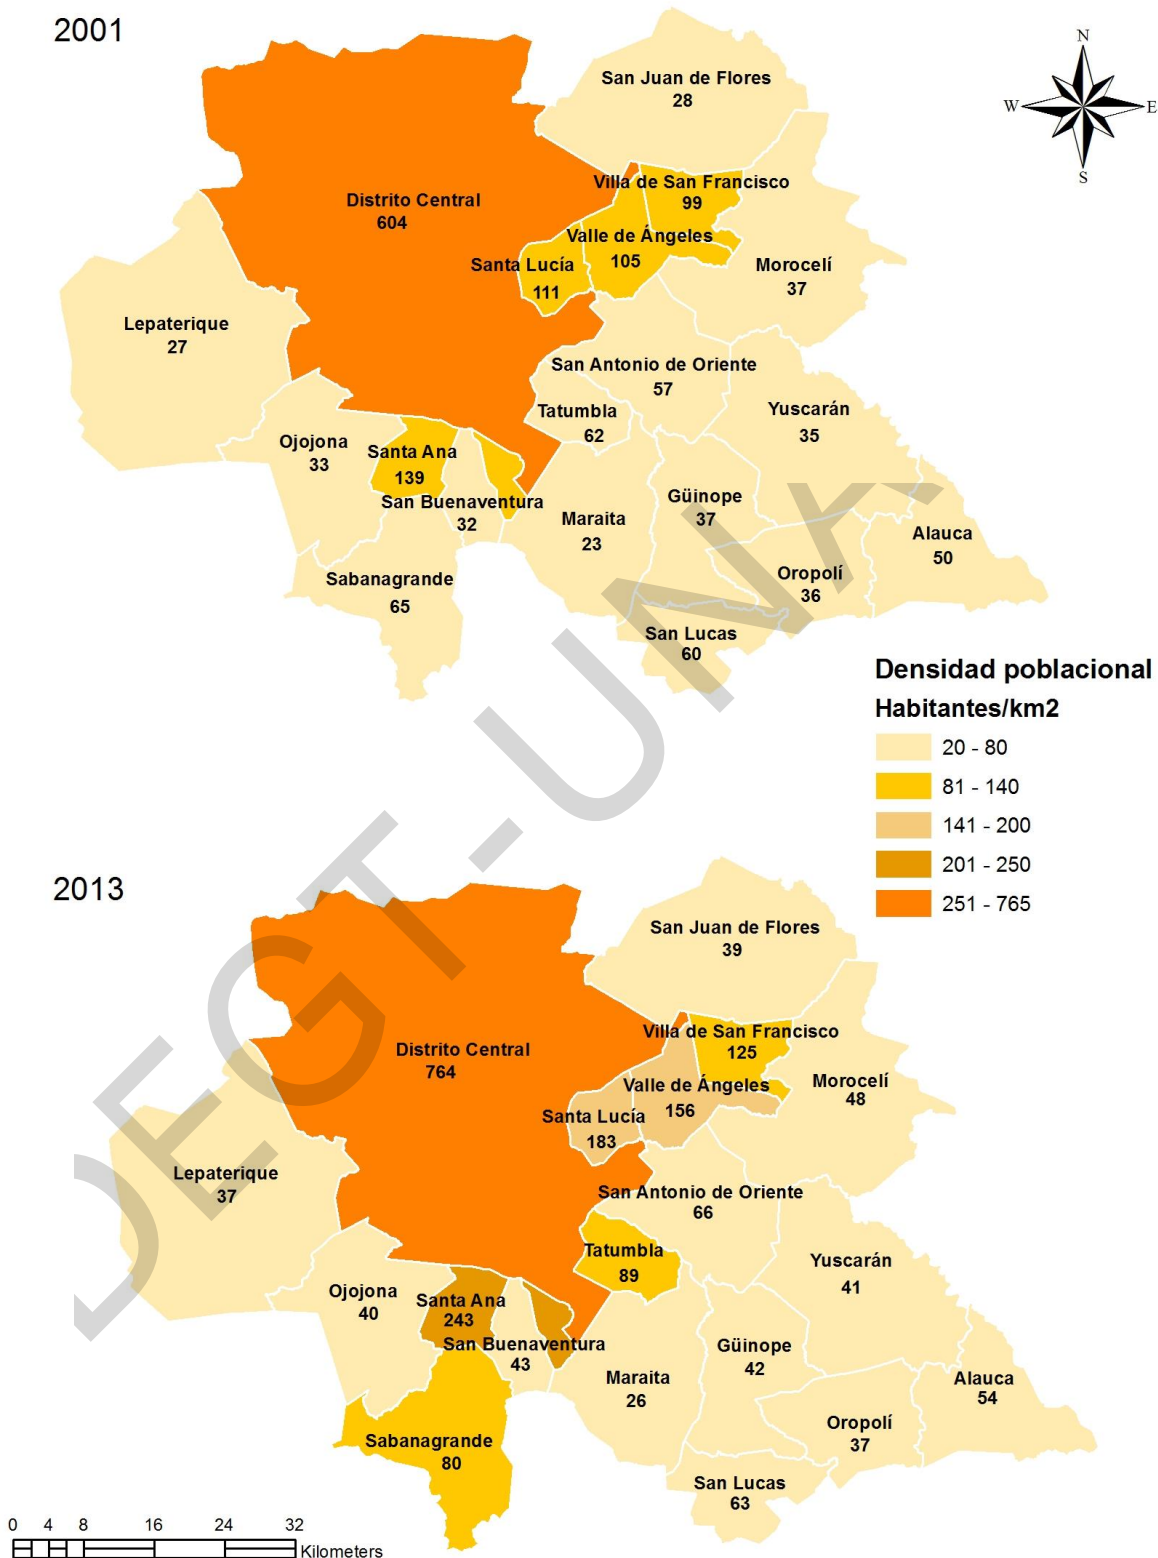 2001
N
W
E
S
San Juan de Flores
28
Villa de San Francisco
99
Distrito Central
604
Valle de Ángeles
105
Santa Lucía
111
Morocelí
37
Lepaterique
27
San Antonio de Oriente
57
Tatumbla
62
Yuscarán
35
Ojojona
33
Santa Ana
139
San Buenaventura
32
Güinope
37
Maraita
23
Alauca
50
Oropolí
36
Sabanagrande
65
San Lucas
60
Densidad poblacional
Habitantes/km2
20 - 80
81 - 140
141 - 200
201 - 250
251 - 765
2013
San Juan de Flores
39
Villa de San Francisco
125
Distrito Central
764
Valle de Ángeles
156
Morocelí
48
Santa Lucía
183
Lepaterique
37
San Antonio de Oriente
66
Tatumbla
89
Yuscarán
41
Ojojona
40
Santa Ana
243
San Buenaventura
43
Güinope
42
Maraita
26
Alauca
54
Oropolí
37
Sabanagrande
80
San Lucas
63
0 4 8 16 24 32
Kilometers